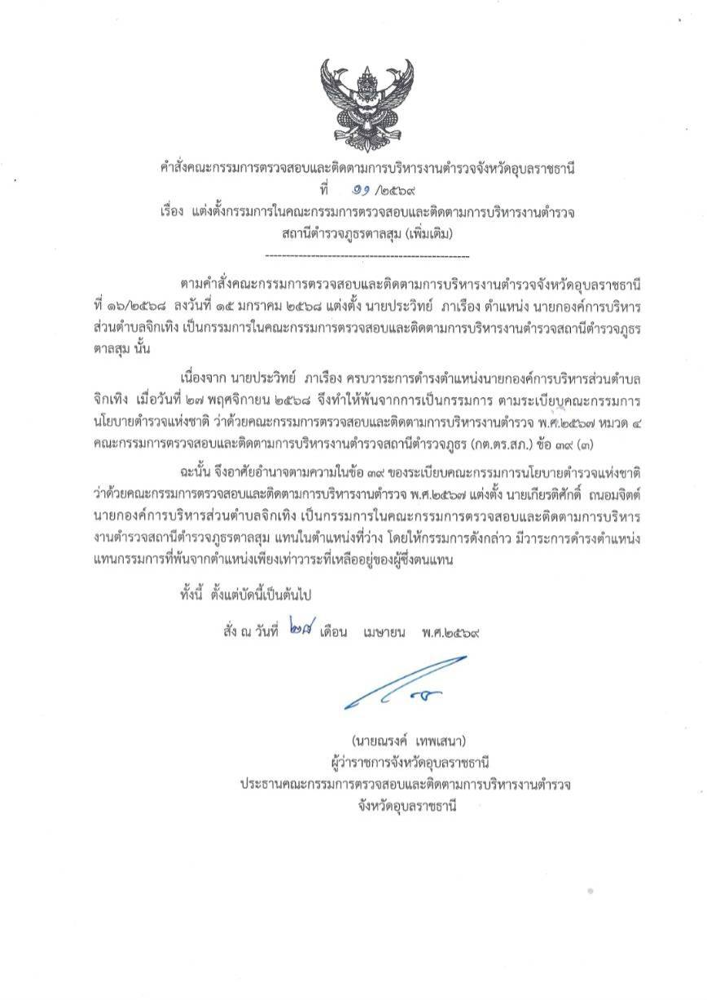 คำสั่งคณะกรรมการตรวจสอบและติดตามการบริหารงานตำรวจจังหวัดอุบลราชธานี
ที่ ๑๑ /๒๕๖๙
เรื่อง แต่งตั้งกรรมการในคณะกรรมการตรวจสอบและติดตามการบริหารงานตำรวจ
สถานีตำรวจภูธรตาลสุม (เพิ่มเติม)
------------------------------------------------
ตามคำสั่งคณะกรรมการตรวจสอบและติดตามการบริหารงานตำรวจจังหวัดอุบลราชธานี
ที่ ๑๖/๒๕๖๘ ลงวันที่ ๑๕ มกราคม ๒๕๖๘ แต่งตั้ง นายประวิทย์ ภาเรือง ตำแหน่ง นายกองค์การบริหาร
ส่วนตำบลจิกเทิง เป็นกรรมการในคณะกรรมการตรวจสอบและติดตามการบริหารงานตำรวจสถานีตำรวจภูธร
ตาลสุม นั้น
เนื่องจาก นายประวิทย์ ภาเรือง ครบวาระการดำรงตำแหน่งนายกองค์การบริหารส่วนตำบล
จิกเทิง เมื่อวันที่ ๒๗ พฤศจิกายน ๒๕๖๘ จึงทำให้พ้นจากการเป็นกรรมการ ตามระเบียบคณะกรรมการ
นโยบายตำรวจแห่งชาติ ว่าด้วยคณะกรรมการตรวจสอบและติดตามการบริหารงานตำรวจ พ.ศ.๒๕๖๗ หมวด ๔
คณะกรรมการตรวจสอบและติดตามการบริหารงานตำรวจสถานีตำรวจภูธร (กต.ตร.สภ.) ข้อ ๓๙ (๓)
ฉะนั้น จึงอาศัยอำนาจตามความในข้อ ๓๙ ของระเบียบคณะกรรมการนโยบายตำรวจแห่งชาติ
ว่าด้วยคณะกรรมการตรวจสอบและติดตามการบริหารงานตำรวจ พ.ศ.๒๕๖๗ แต่งตั้ง นายเกียรติศักดิ์ ถนอมจิตต์
นายกองค์การบริหารส่วนตำบลจิกเทิง เป็นกรรมการในคณะกรรมการตรวจสอบและติดตามการบริหาร
งานตำรวจสถานีตำรวจภูธรตาลสุม แทนในตำแหน่งที่ว่าง โดยให้กรรมการดังกล่าว มีวาระการดำรงตำแหน่ง
แทนกรรมการที่พ้นจากตำแหน่งเพียงเท่าวาระที่เหลืออยู่ของผู้ซึ่งตนแทน
ทั้งนี้ ตั้งแต่บัดนี้เป็นต้นไป
สั่ง ณ วันที่ ๒๘ เดือน เมษายน พ.ศ.๒๕๖๙
(นายณรงค์ เทพเสนา)
ผู้ว่าราชการจังหวัดอุบลราชธานี
ประธานคณะกรรมการตรวจสอบและติดตามการบริหารงานตำรวจ
จังหวัดอุบลราชธานี